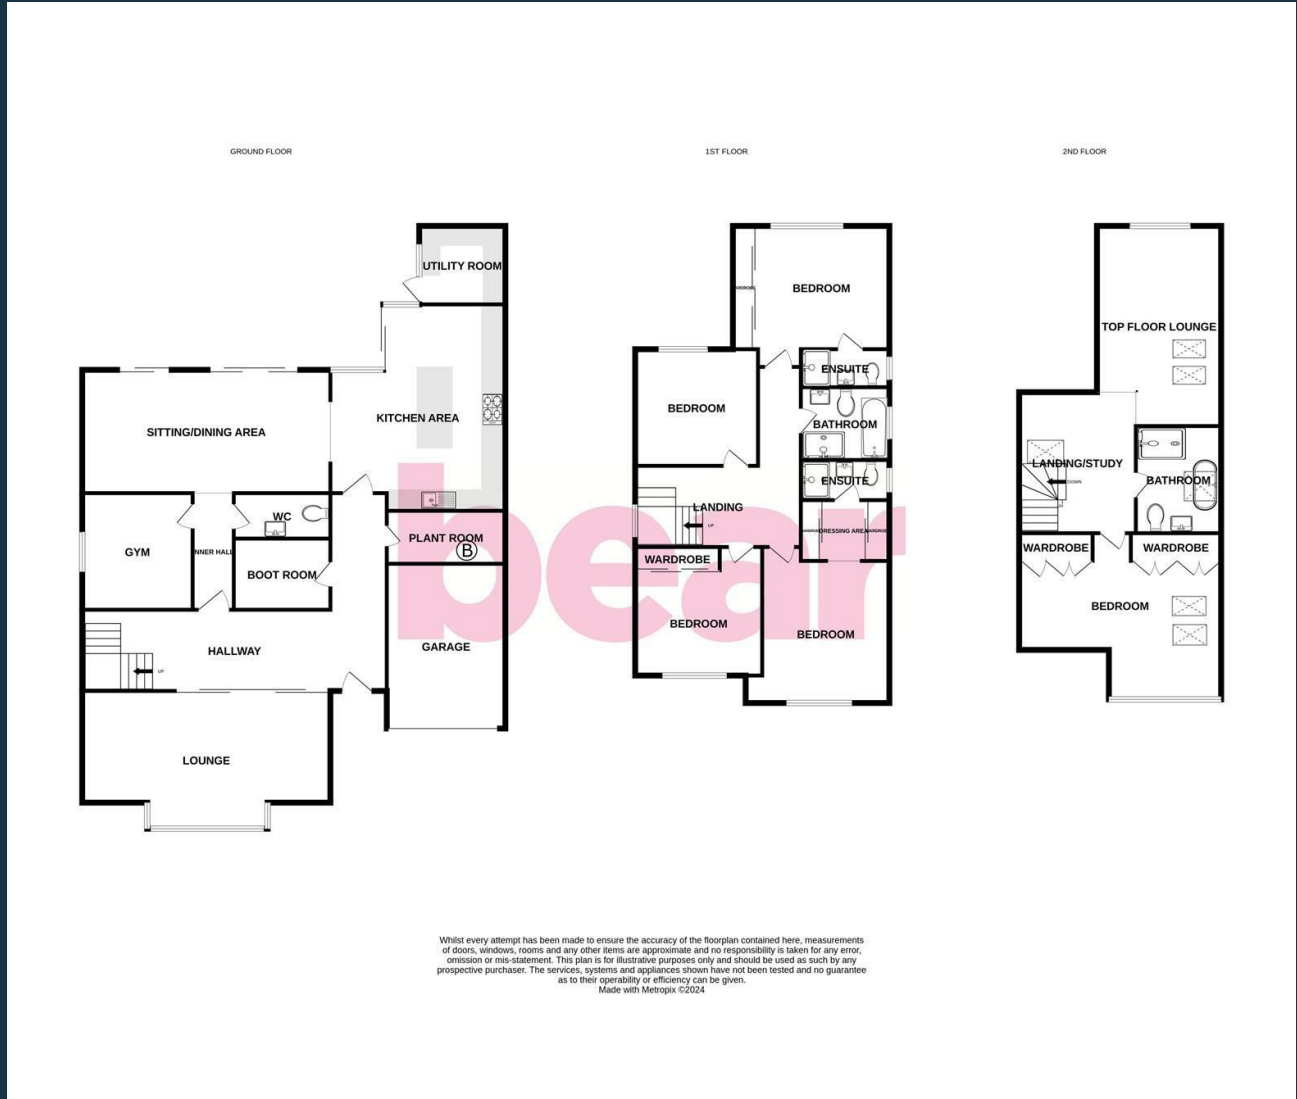 GROUND FLOOR
1ST FLOOR
2ND FLOOR
UTILITY ROOM
KITCHEN AREA
SITTING/DINING AREA
WC
GYM
INNER HALL
BOOT ROOM
PLANT ROOM
B
GARAGE
HALLWAY
UP
LOUNGE
BEDROOM
WARDROBE
ENSUITE
BEDROOM
BATHROOM
ENSUITE
LANDING
UP
DRESSING AREA
WARDROBE
WARDROBE
BEDROOM
BEDROOM
TOP FLOOR LOUNGE
LANDING/STUDY
DOWN
BATHROOM
WARDROBE
WARDROBE
BEDROOM
bear
Whilst every attempt has been made to ensure the accuracy of the floorplan contained here, measurements
of doors, windows, rooms and any other items are approximate and no responsibility is taken for any error,
omission or mis-statement. This plan is for illustrative purposes only and should be used as such by any
prospective purchaser. The services, systems and appliances shown have not been tested and no guarantee
as to their operability or efficiency can be given.
Made with Metropix ©2024